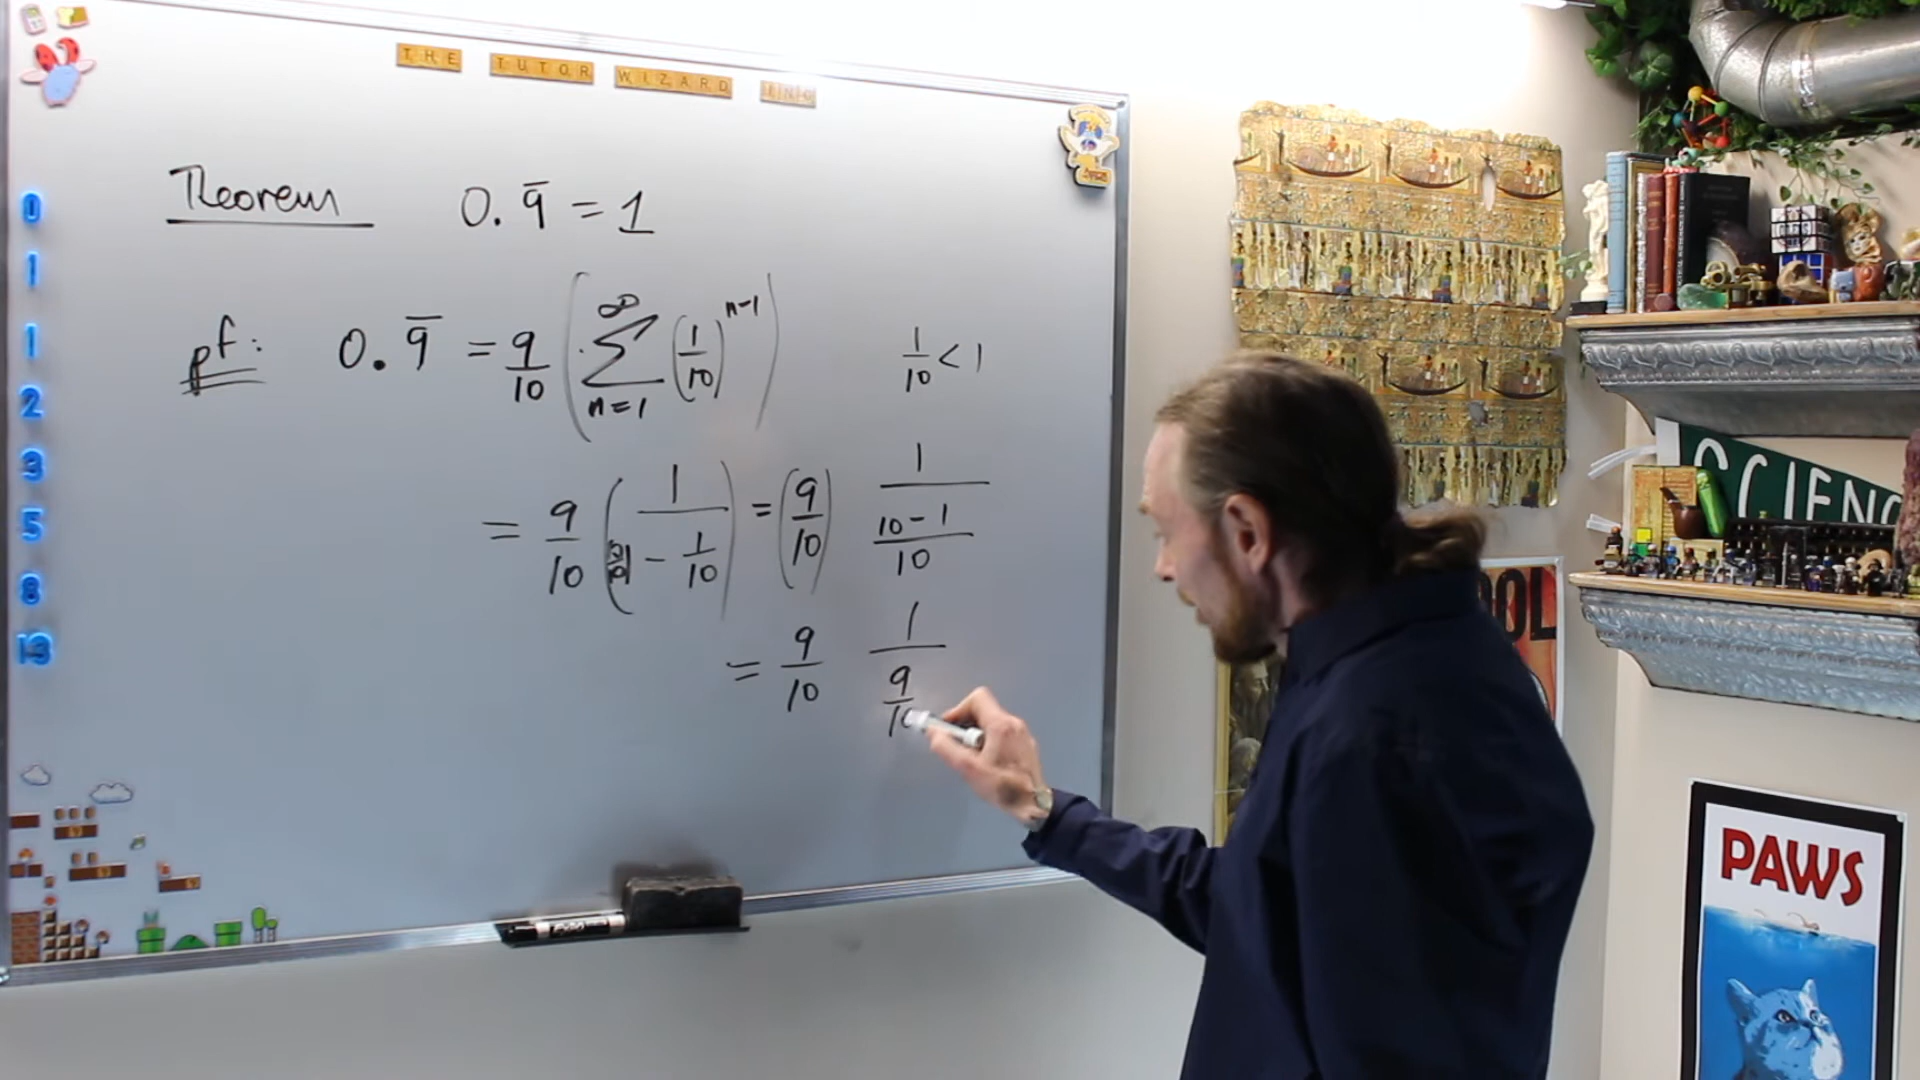 THE TUTOR WIZARD INC
Theorem 0.9̅ = 1
pf: 0.9̅ = 9/10 ( ∑_{n=1}^{∞} (1/10)^{n-1} ) 1/10 < 1
= 9/10 ( 1/(1 - 1/10) ) = (9/10) 1/((10-1)/10)
= 9/10 1/(9/10)
0
1
1
2
3
5
8
13
SCIENC
OOL
PAWS